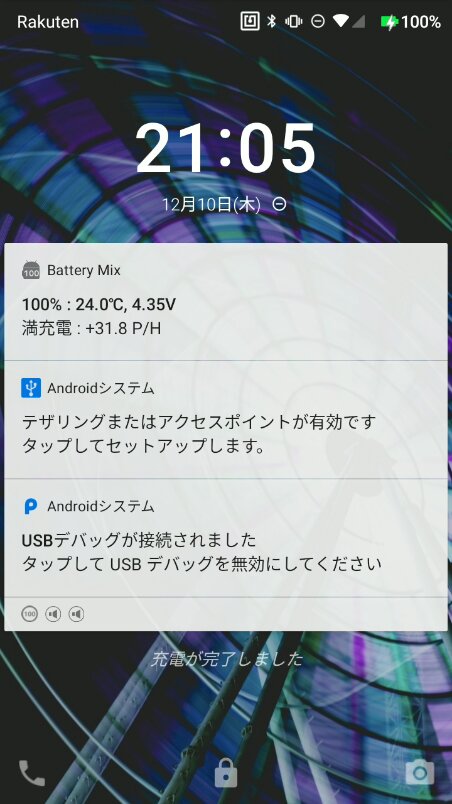 Rakuten
100%
21:05
12月10日(木)
100
Battery Mix
100% : 24.0℃, 4.35V
満充電 : +31.8 P/H
Androidシステム
テザリングまたはアクセスポイントが有効です
タップしてセットアップします。
Androidシステム
USBデバッグが接続されました
タップして USB デバッグを無効にしてください
100
充電が完了しました